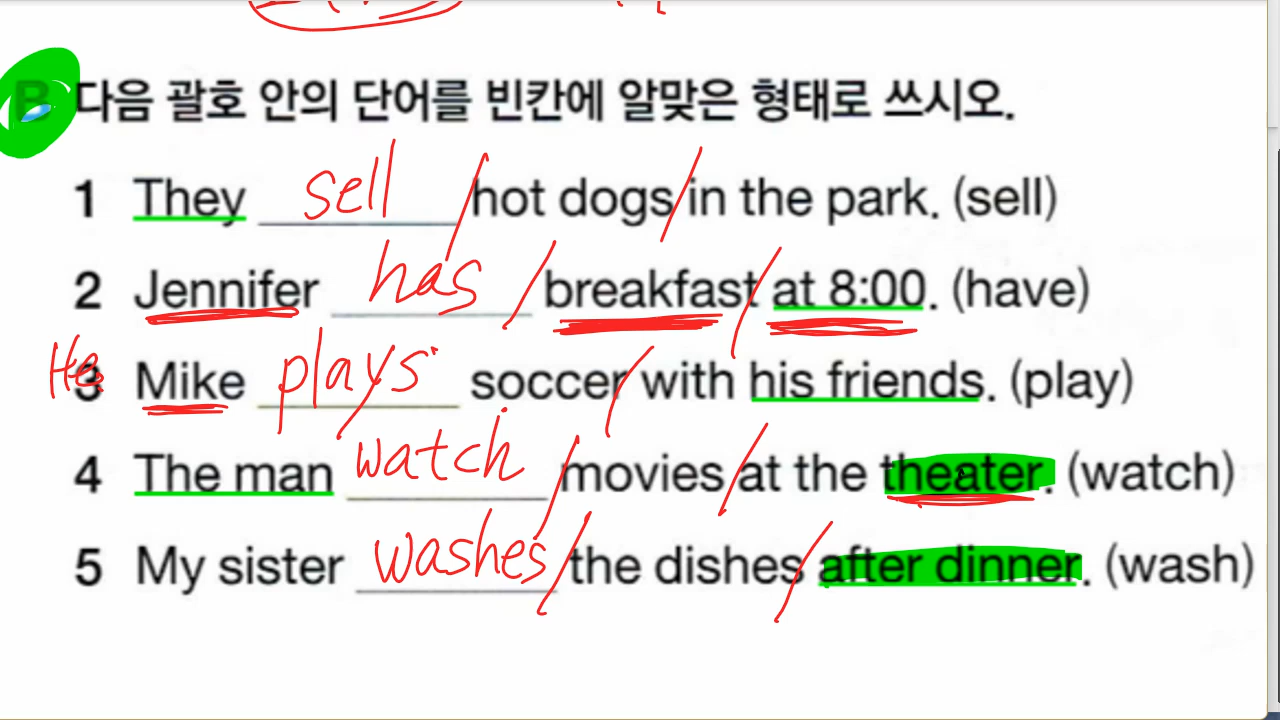 B 다음 괄호 안의 단어를 빈칸에 알맞은 형태로 쓰시오.
1 They sell hot dogs in the park. (sell)
2 Jennifer has breakfast at 8:00. (have)
He
3 Mike plays soccer with his friends. (play)
4 The man watch movies at the theater. (watch)
5 My sister washes the dishes after dinner. (wash)